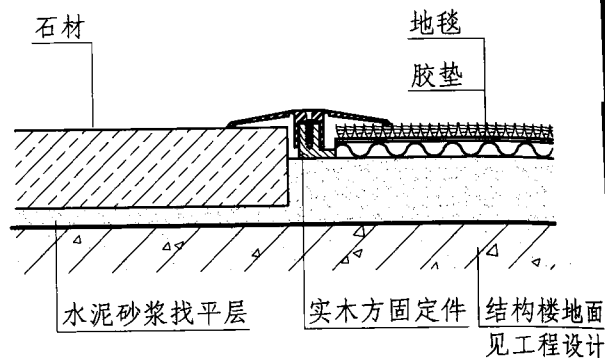 石材
地毯
胶垫
水泥砂浆找平层
实木方固定件
结构楼地面
见工程设计